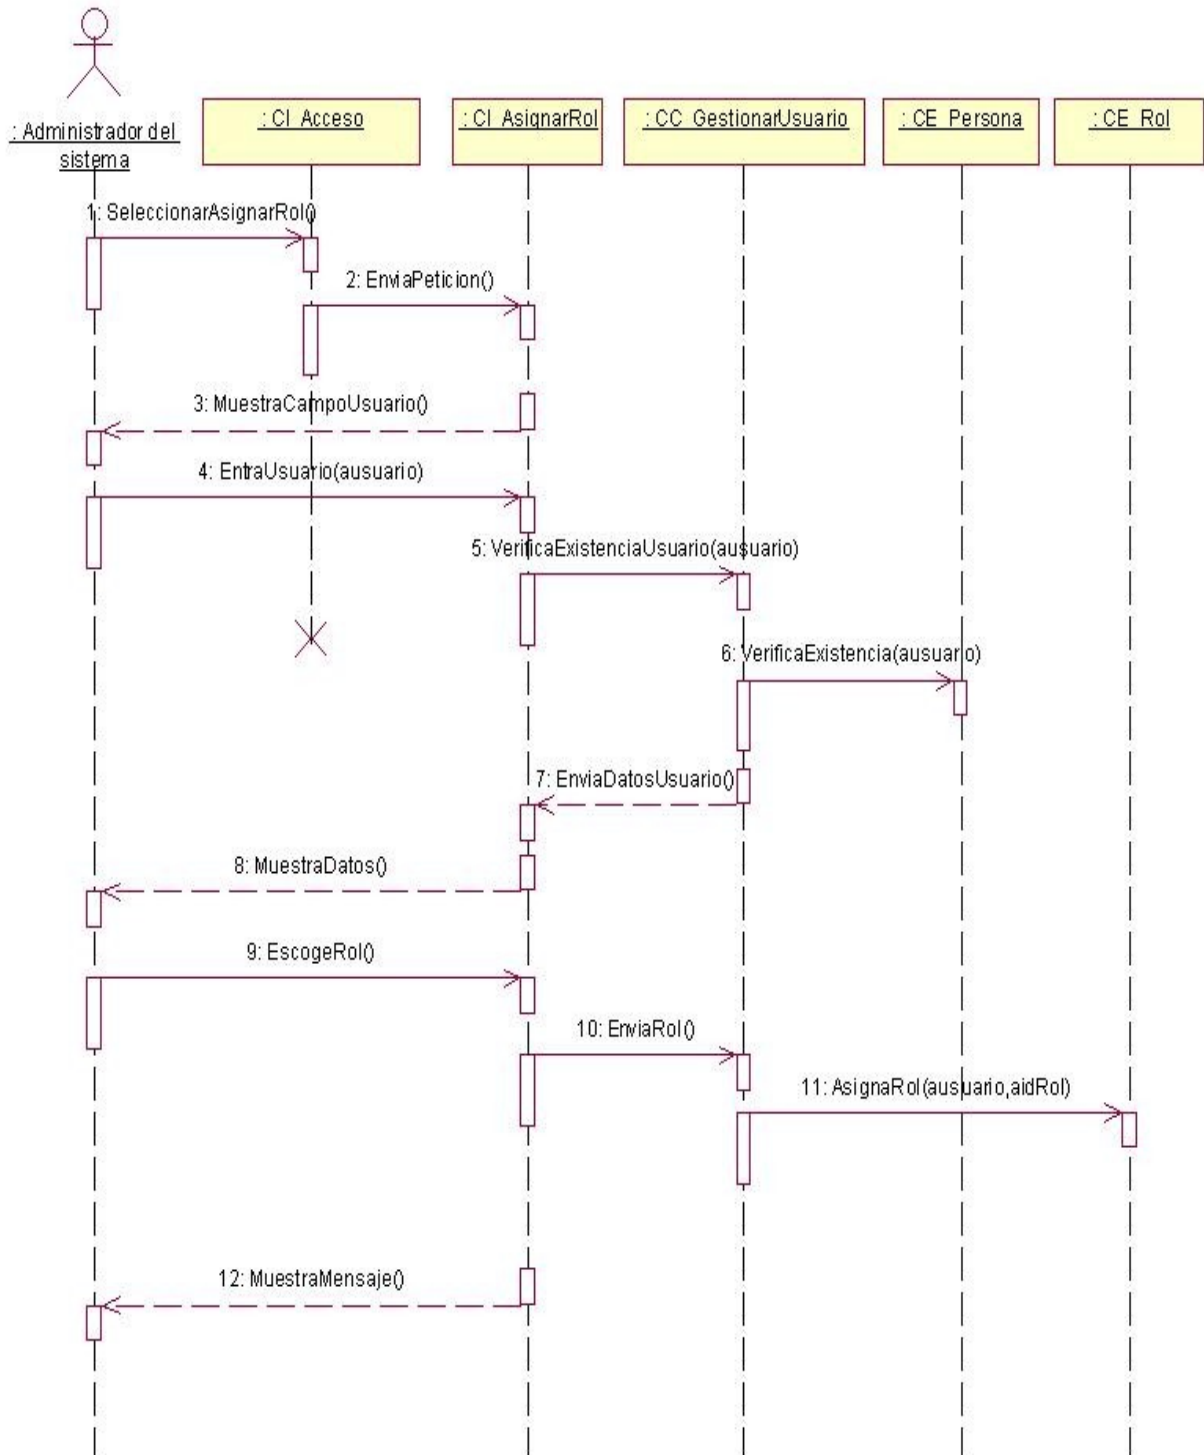 : Administrador del
sistema
: CI_Acceso
: CI_AsignarRol
: CC_GestionarUsuario
: CE_Persona
: CE_Rol
1: SeleccionarAsignarRol()
2: EnviaPeticion()
3: MuestraCampoUsuario()
4: EntraUsuario(ausuario)
5: VerificaExistenciaUsuario(ausuario)
6: VerificaExistencia(ausuario)
7: EnviaDatosUsuario()
8: MuestraDatos()
9: EscogeRol()
10: EnviaRol()
11: AsignaRol(ausuario,aidRol)
12: MuestraMensaje()